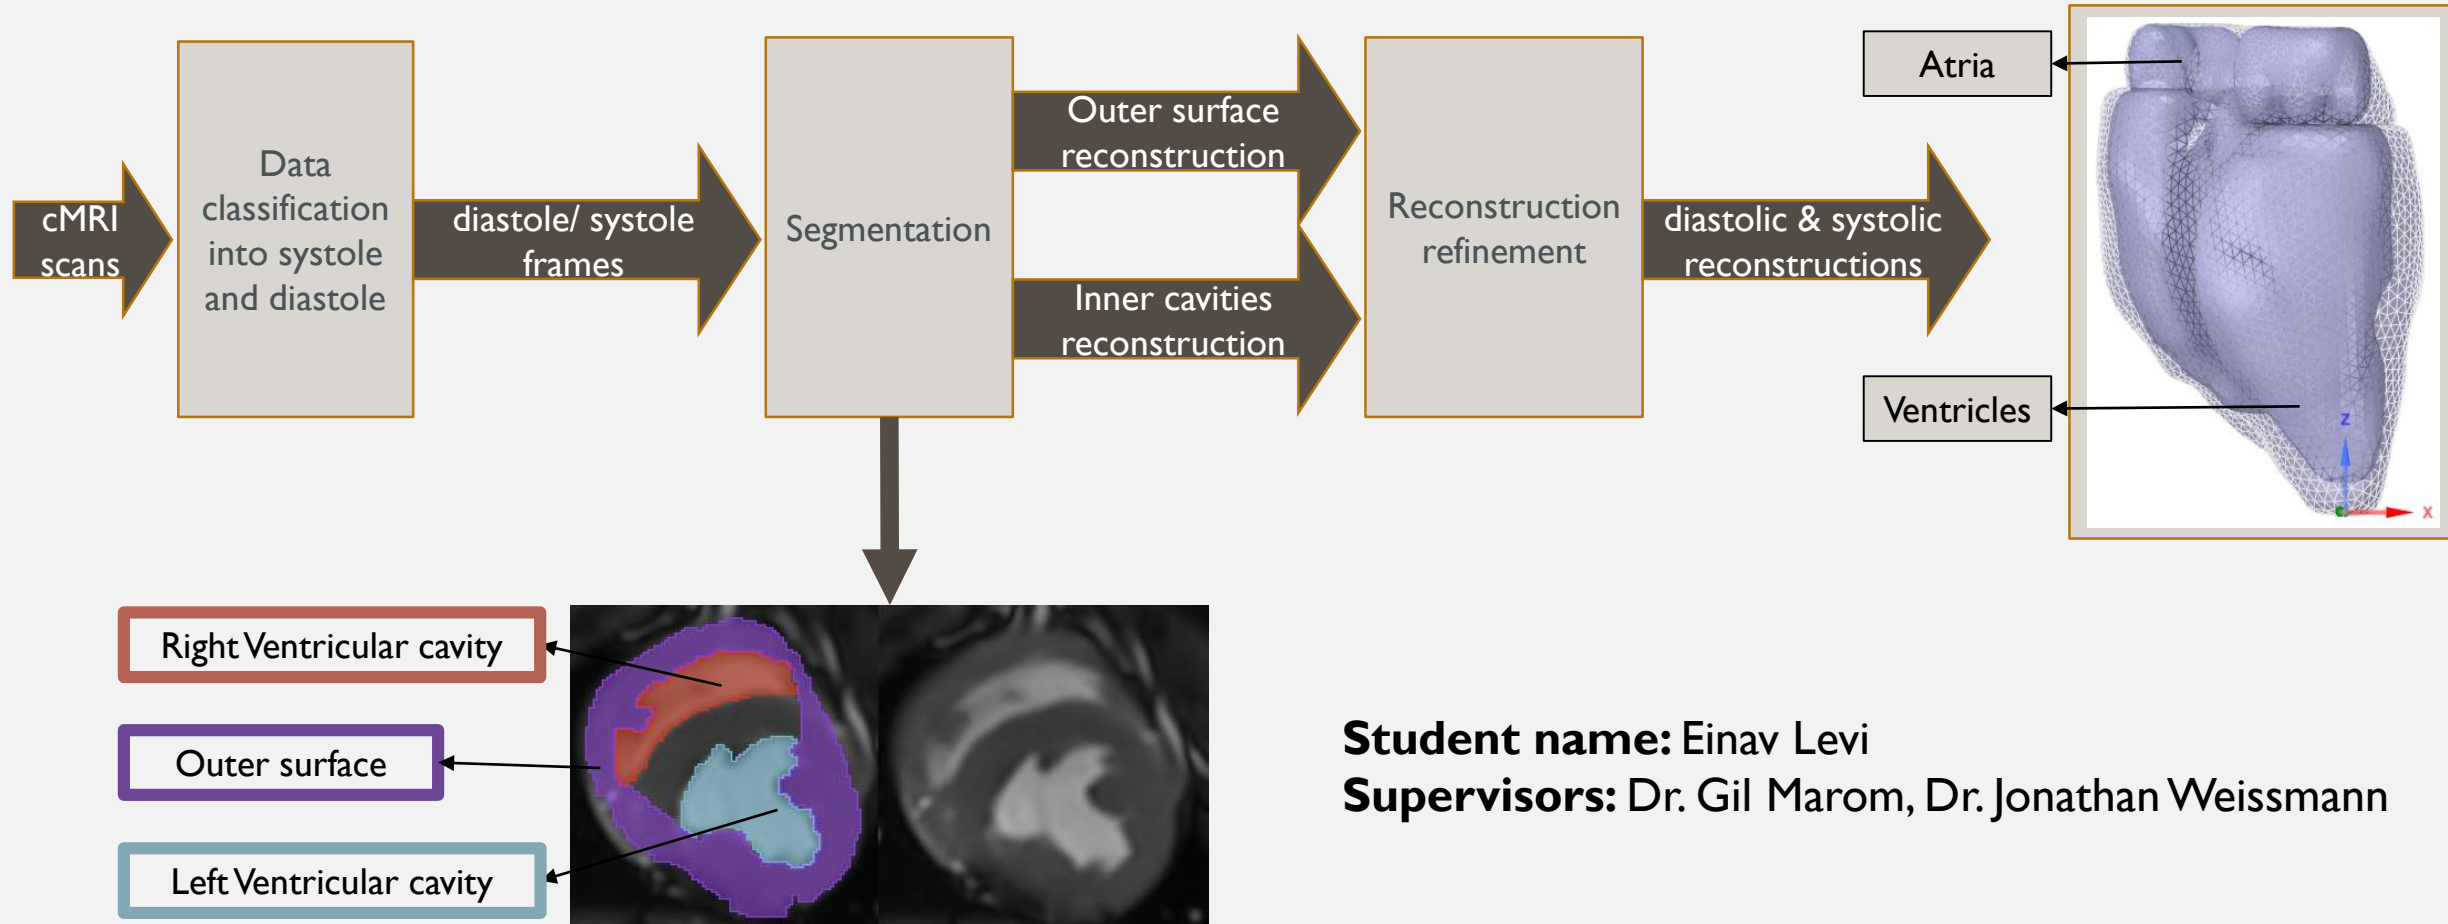 cMRI
scans
Data
classification
into systole
and diastole
diastole/ systole
frames
Segmentation
Outer surface
reconstruction
Inner cavities
reconstruction
Reconstruction
refinement
diastolic & systolic
reconstructions
Atria
Ventricles
z
x
Right Ventricular cavity
Outer surface
Left Ventricular cavity
Student name: Einav Levi
Supervisors: Dr. Gil Marom, Dr. Jonathan Weissmann